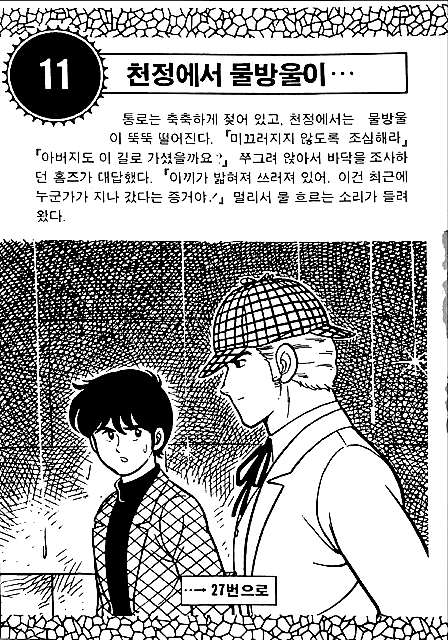 11
천정에서 물방울이…
통로는 축축하게 젖어 있고, 천정에서는 물방울
이 뚝뚝 떨어진다. 『미끄러지지 않도록 조심해라』
『아버지도 이 길로 가셨을까요?』 쭈그려 앉아서 바닥을 조사하
던 홈즈가 대답했다. 『이끼가 밟혀져 쓰러져 있어. 이건 최근에
누군가가 지나 갔다는 증거야!』 멀리서 물 흐르는 소리가 들려
왔다.
…→ 27번으로